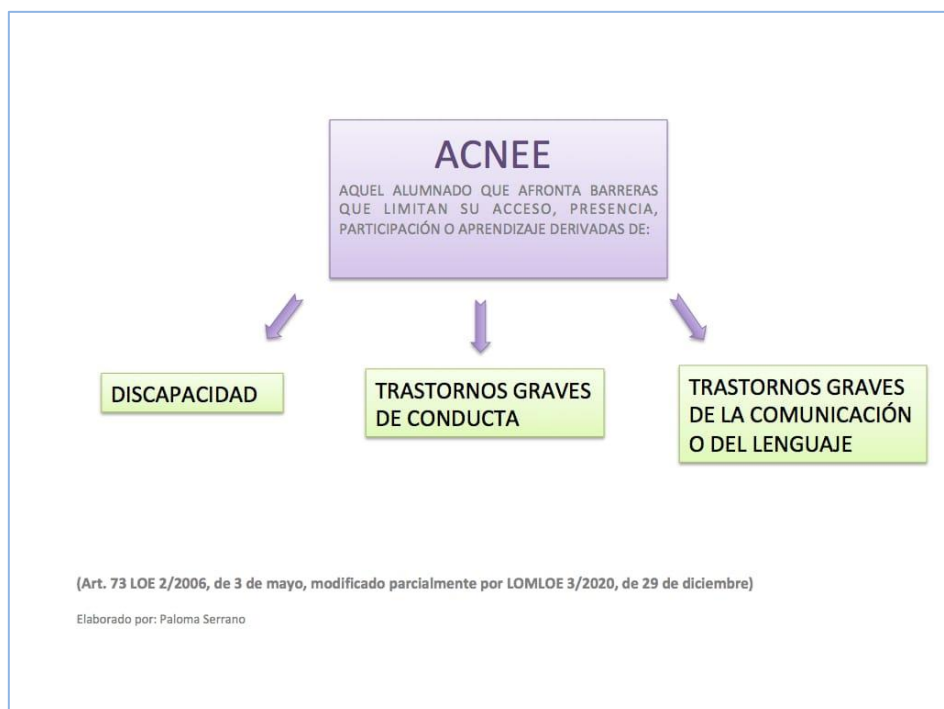 ACNEE
AQUEL ALUMNADO QUE AFRONTA BARRERAS
QUE LIMITAN SU ACCESO, PRESENCIA,
PARTICIPACIÓN O APRENDIZAJE DERIVADAS DE:
DISCAPACIDAD
TRASTORNOS GRAVES
DE CONDUCTA
TRASTORNOS GRAVES
DE LA COMUNICACIÓN
O DEL LENGUAJE
(Art. 73 LOE 2/2006, de 3 de mayo, modificado parcialmente por LOMLOE 3/2020, de 29 de diciembre)
Elaborado por: Paloma Serrano